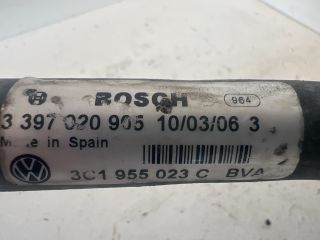 BOSCH 964
3 397 020 905 10/03/06 3
Made in Spain
3C1 955 023 C BVA